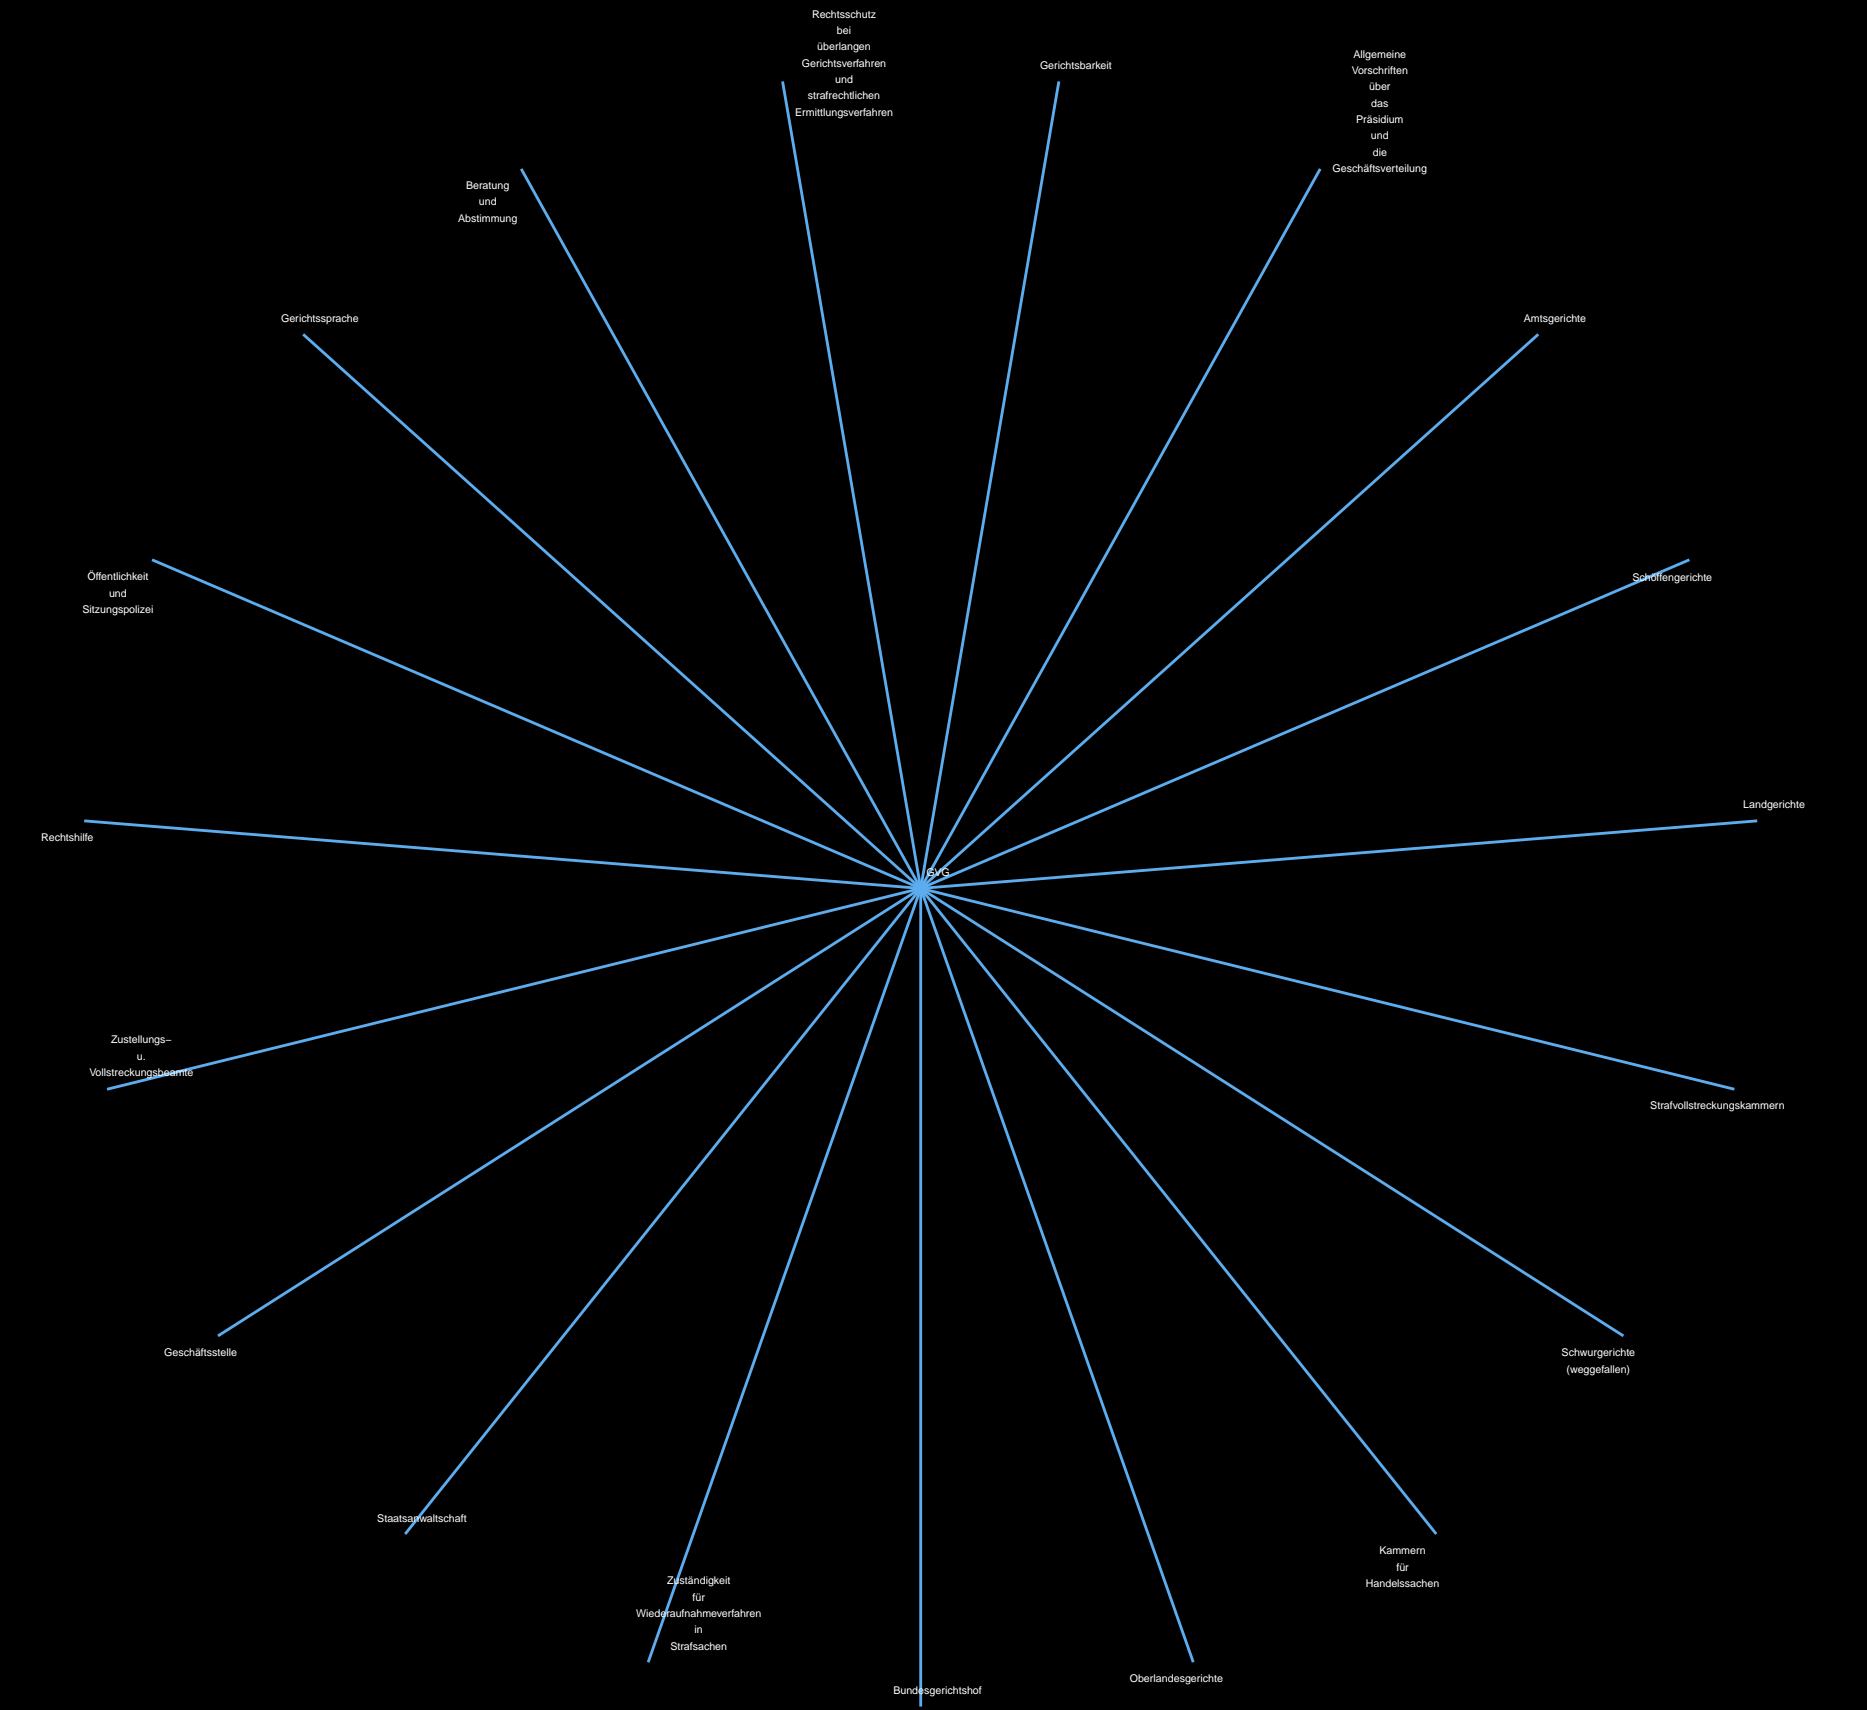 Rechtsschutz
bei
überlangen
Gerichtsverfahren
und
strafrechtlichen
Ermittlungsverfahren
Gerichtsbarkeit
Allgemeine
Vorschriften
über
das
Präsidium
und
die
Geschäftsverteilung
Beratung
und
Abstimmung
Gerichtssprache
Amtsgerichte
Öffentlichkeit
und
Sitzungspolizei
Schöffengerichte
Landgerichte
Rechtshilfe
GVG
Zustellungs–
u.
Vollstreckungsbeamte
Strafvollstreckungskammern
Geschäftsstelle
Schwurgerichte
(weggefallen)
Staatsanwaltschaft
Kammern
für
Handelssachen
Zuständigkeit
für
Wiederaufnahmeverfahren
in
Strafsachen
Oberlandesgerichte
Bundesgerichtshof